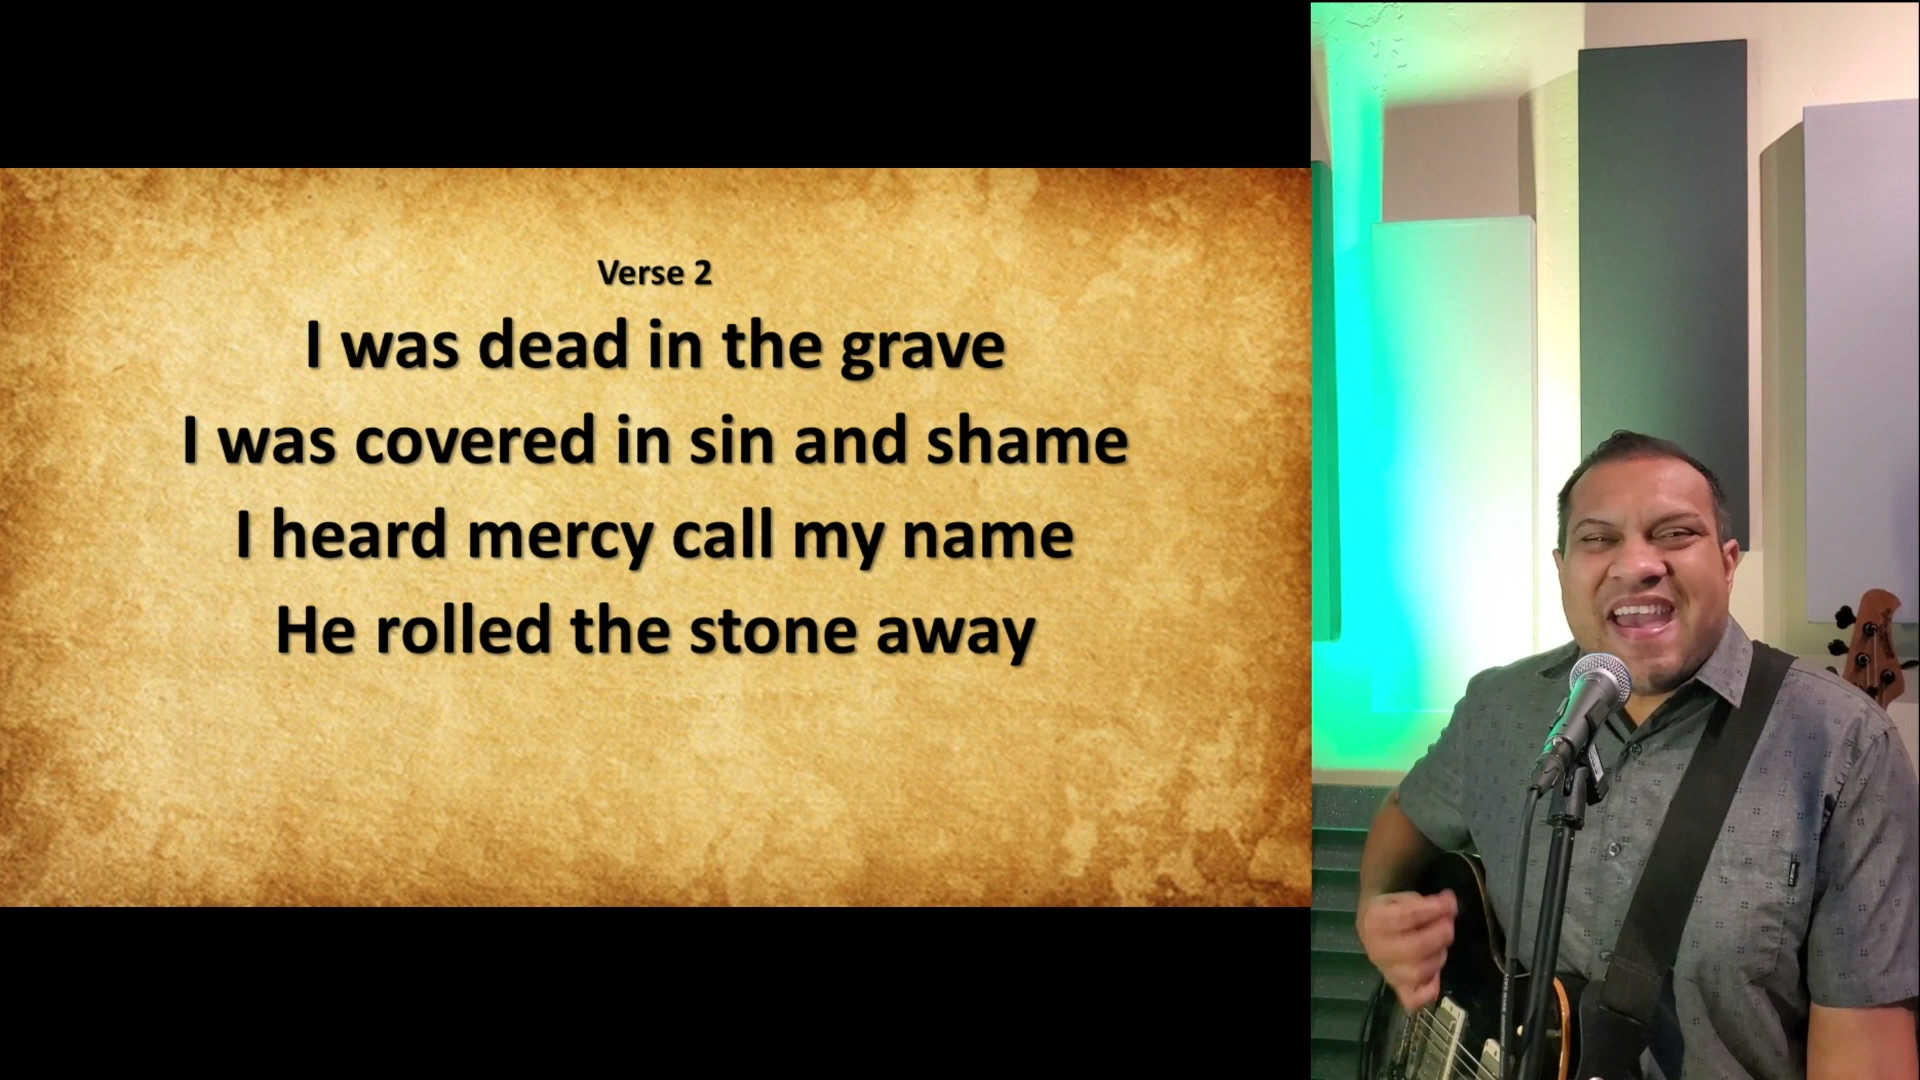 Verse 2
I was dead in the grave
I was covered in sin and shame
I heard mercy call my name
He rolled the stone away